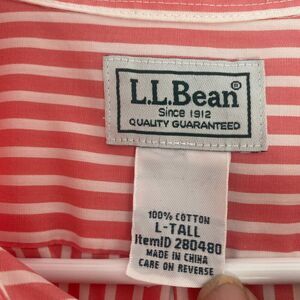 L.L.Bean®
Since 1912
QUALITY GUARANTEED
100% COTTON
L-TALL
ItemID 280480
MADE IN CHINA
CARE ON REVERSE